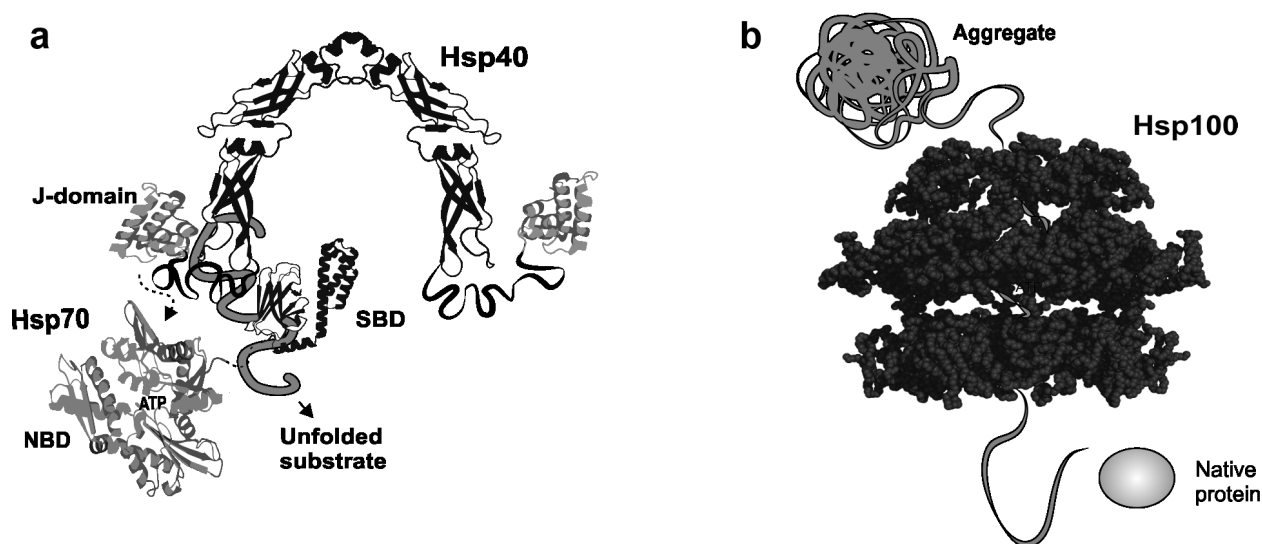 a
Hsp40
J-domain
Hsp70
SBD
ATP
NBD
Unfolded
substrate
b
Aggregate
Hsp100
Native
protein